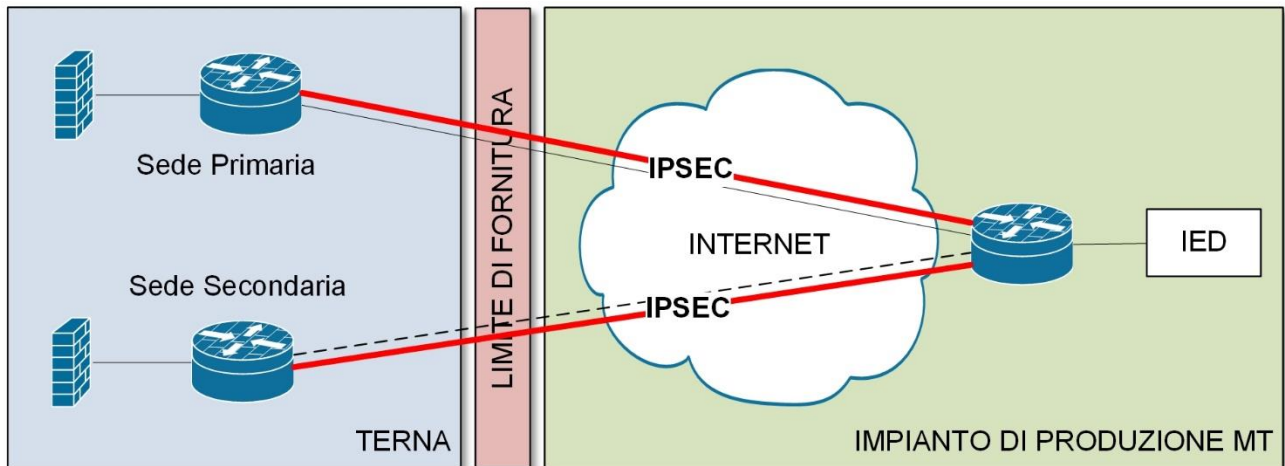 Sede Primaria
IPSEC
LIMITE DI FORNITURA
INTERNET
IED
Sede Secondaria
IPSEC
TERNA
IMPIANTO DI PRODUZIONE MT